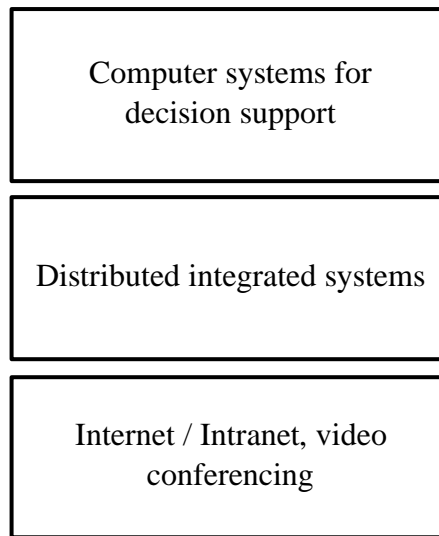 Computer systems for
decision support
Distributed integrated systems
Internet / Intranet, video
conferencing